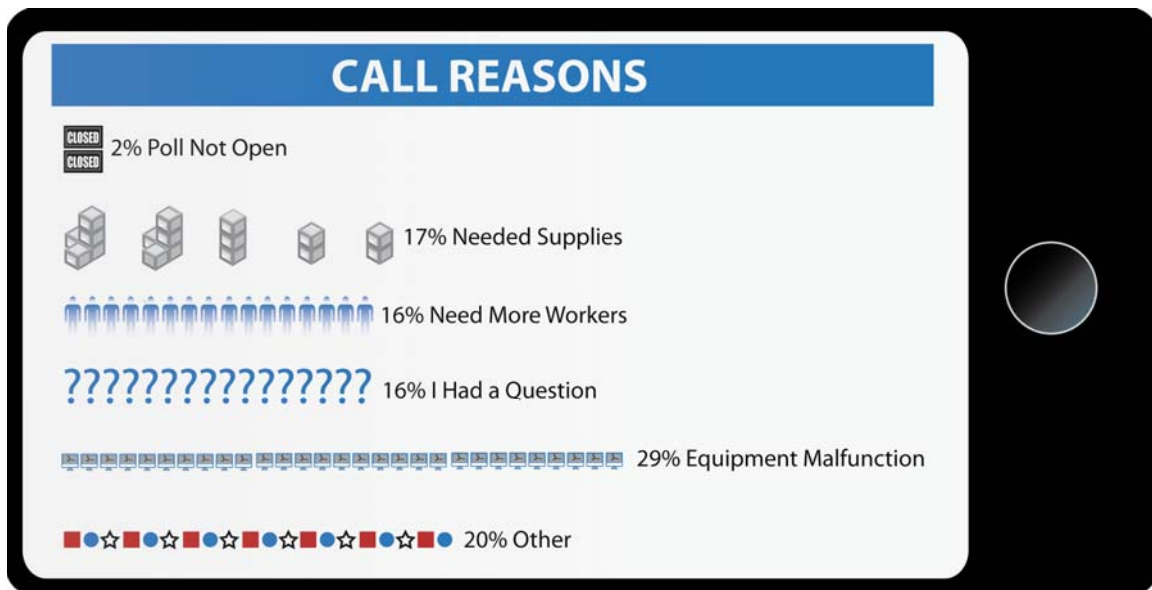 CALL REASONS
CLOSED
CLOSED
2% Poll Not Open
17% Needed Supplies
16% Need More Workers
????????????????
16% I Had a Question
29% Equipment Malfunction
20% Other